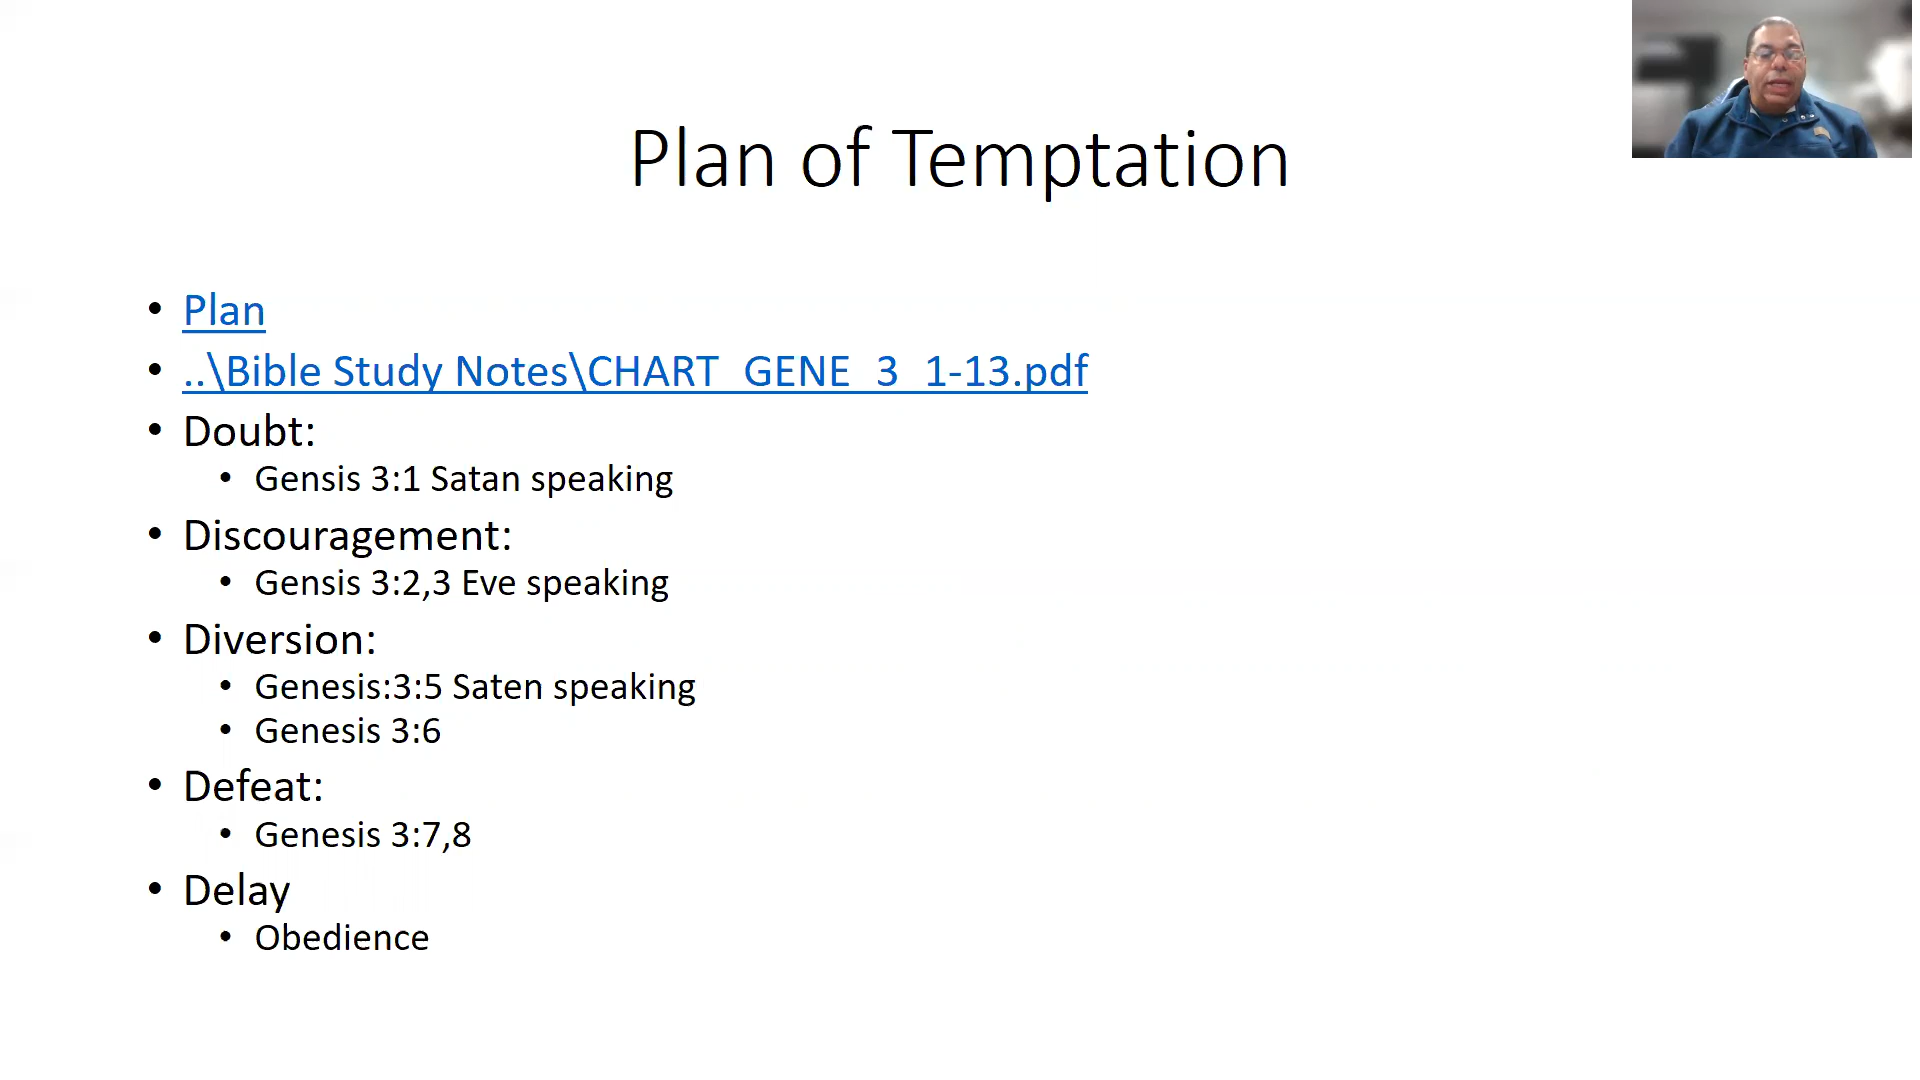 Plan of Temptation
Plan
..\Bible Study Notes\CHART_GENE_3_1-13.pdf
Doubt:
Gensis 3:1 Satan speaking
Discouragement:
Gensis 3:2,3 Eve speaking
Diversion:
Genesis:3:5 Saten speaking
Genesis 3:6
Defeat:
Genesis 3:7,8
Delay
Obedience